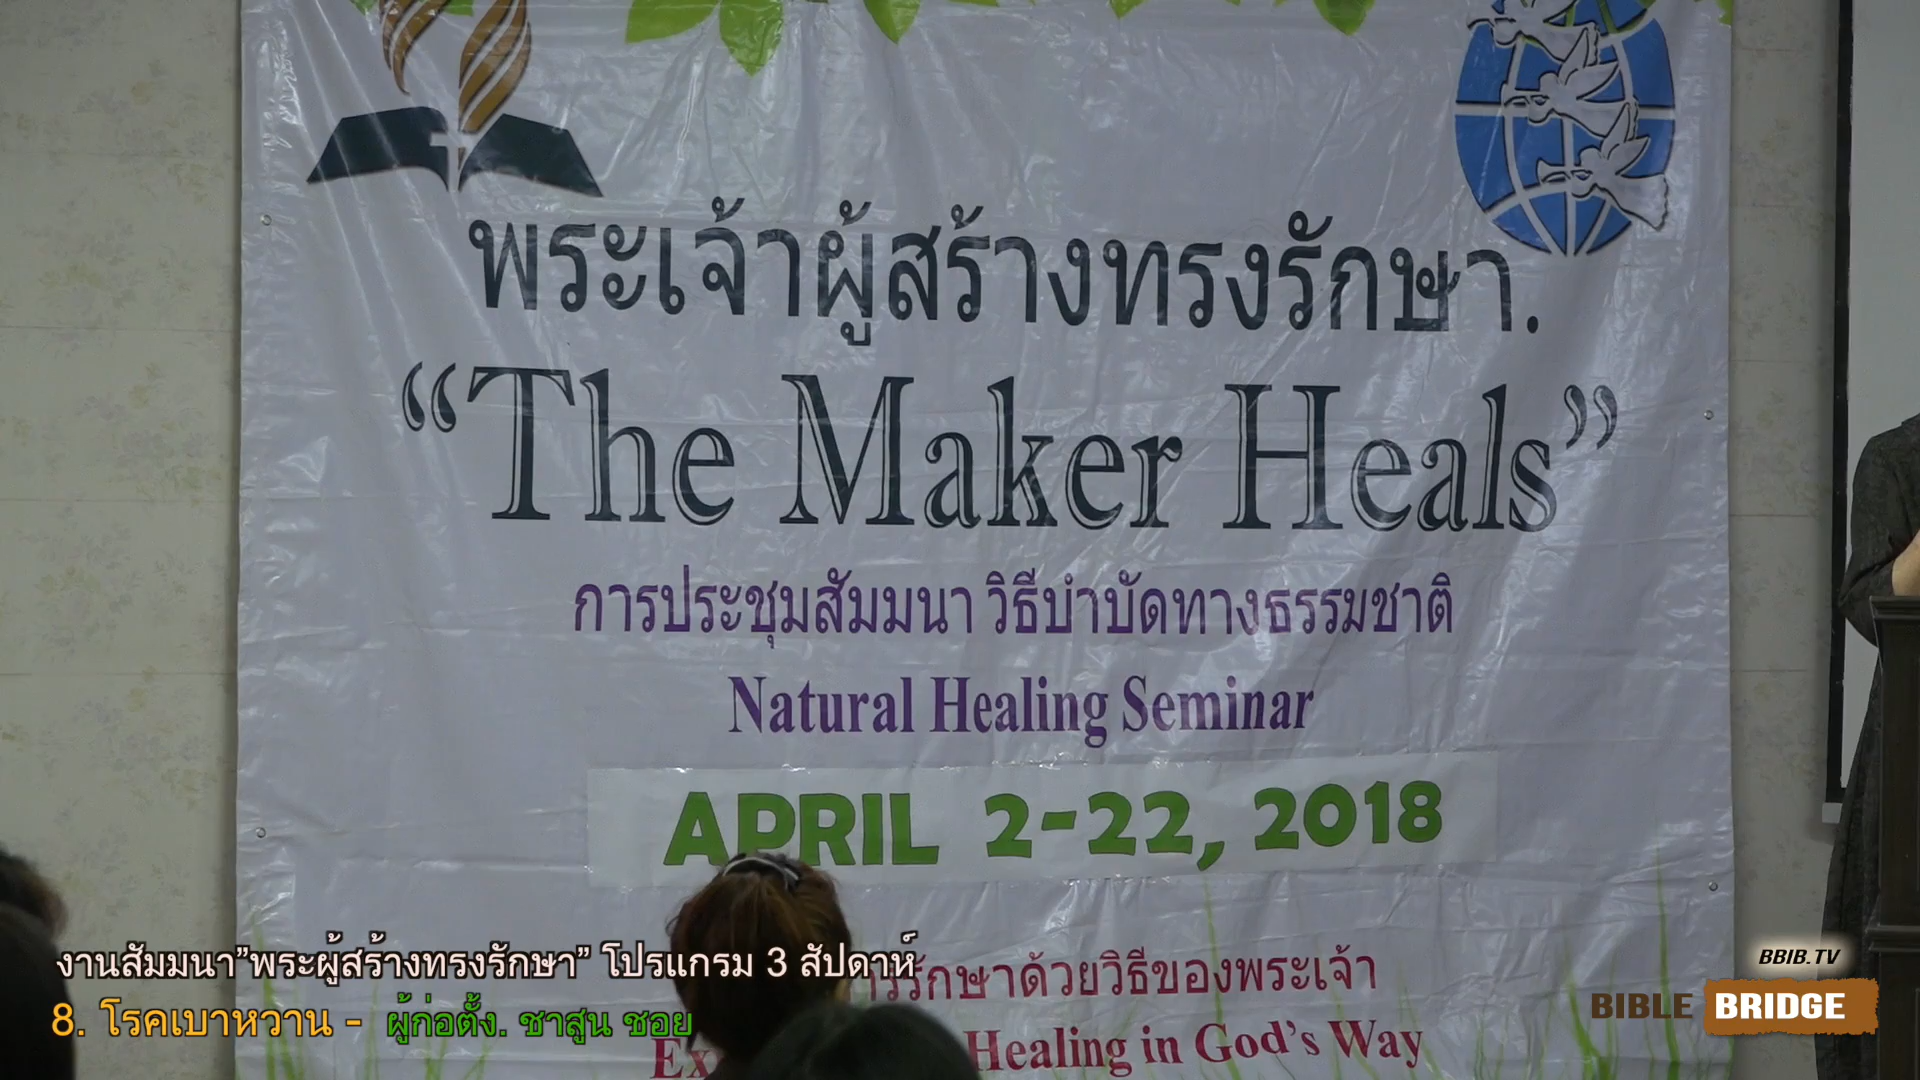 พระเจ้าผู้สร้างทรงรักษา.
“The Maker Heals”
การประชุมสัมมนา วิธีบำบัดทางธรรมชาติ
Natural Healing Seminar
APRIL 2-22, 2018
รักษาด้วยวิธีของพระเจ้า
Healing in God's Way
งานสัมมนา”พระผู้สร้างทรงรักษา” โปรแกรม 3 สัปดาห์
8. โรคเบาหวาน - ผู้ก่อตั้ง. ซาสูน ชอย
BBIB.TV
BIBLE BRIDGE